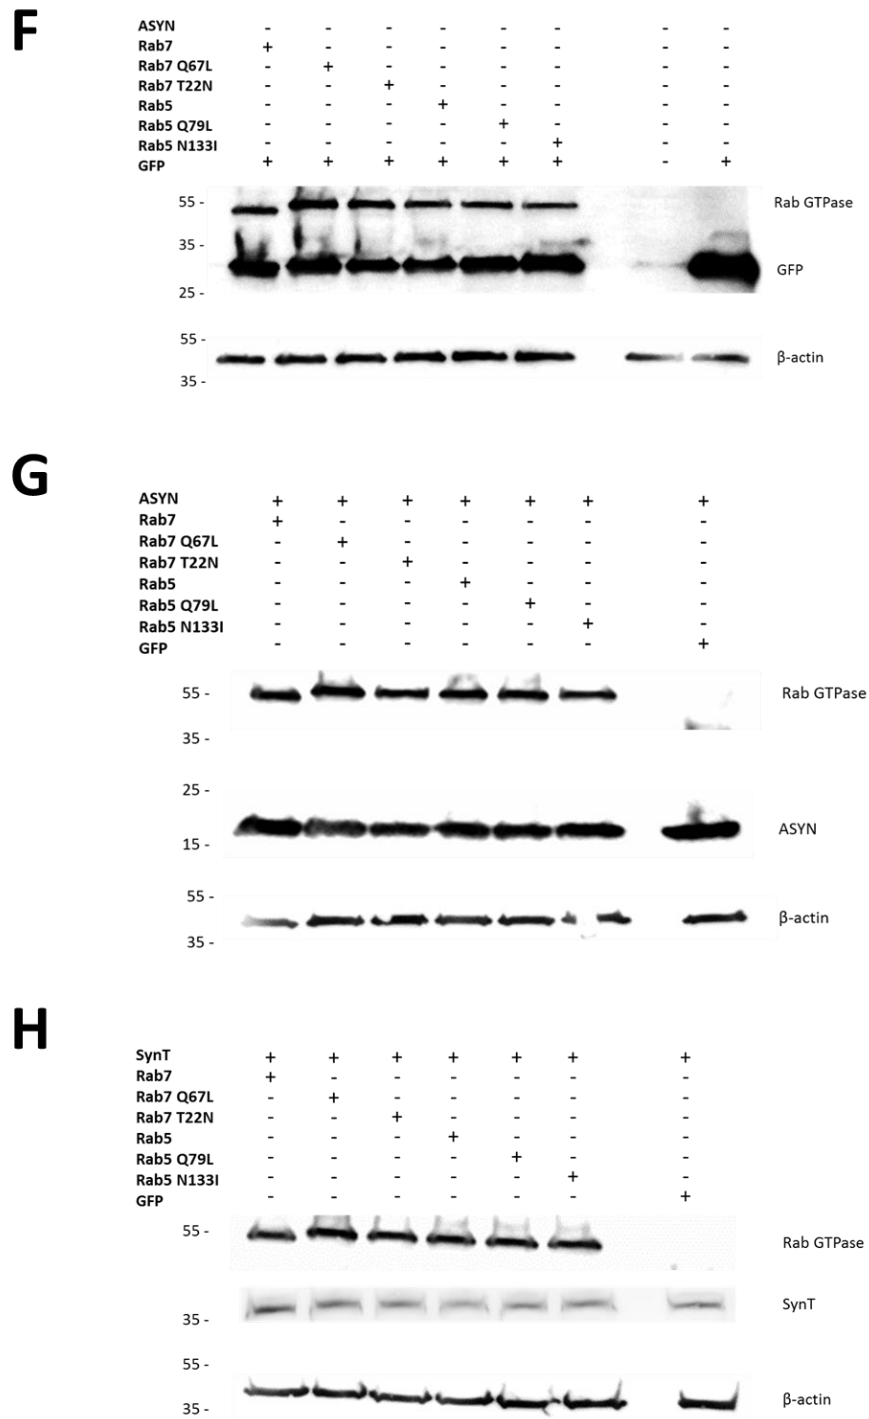 F
ASYN - - - - - - - -
Rab7 + - - - - - - -
Rab7 Q67L - + - - - - - -
Rab7 T22N - - + - - - - -
Rab5 - - - + - - - -
Rab5 Q79L - - - - + - - -
Rab5 N133I - - - - - + - -
GFP + + + + + + - +
55 - Rab GTPase
35 -
GFP
25 -
55 -
β-actin
35 -
G
ASYN + + + + + + +
Rab7 + - - - - - -
Rab7 Q67L - + - - - - -
Rab7 T22N - - + - - - -
Rab5 - - - + - - -
Rab5 Q79L - - - - + - -
Rab5 N133I - - - - - + -
GFP - - - - - - +
55 - Rab GTPase
35 -
25 -
ASYN
15 -
55 -
β-actin
35 -
H
SynT + + + + + + +
Rab7 + - - - - - -
Rab7 Q67L - + - - - - -
Rab7 T22N - - + - - - -
Rab5 - - - + - - -
Rab5 Q79L - - - - + - -
Rab5 N133I - - - - - + -
GFP - - - - - - +
55 -
Rab GTPase
SynT
35 -
55 -
β-actin
35 -